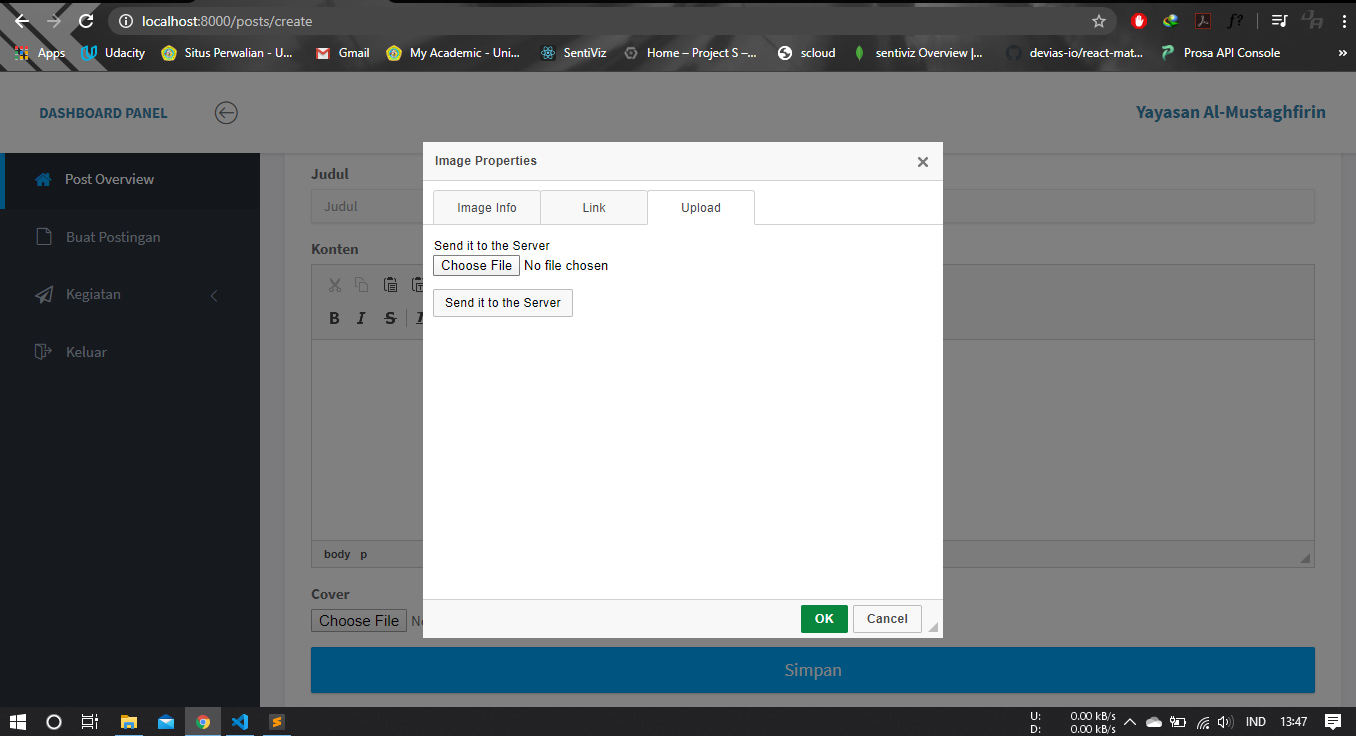 localhost:8000/posts/create
Apps Udacity Situs Perwalian - U... Gmail My Academic - Uni... SentiViz Home – Project S –... scloud sentiviz Overview |... devias-io/react-mat... Prosa API Console »
DASHBOARD PANEL
Yayasan Al-Mustaghfirin
Post Overview
Buat Postingan
Kegiatan
Keluar
Judul
Judul
Konten
B I S
body p
Cover
Choose File
Simpan
Image Properties
Image Info Link Upload
Send it to the Server
Choose File No file chosen
Send it to the Server
OK Cancel
U: 0.00 kB/s
D: 0.00 kB/s
IND 13:47